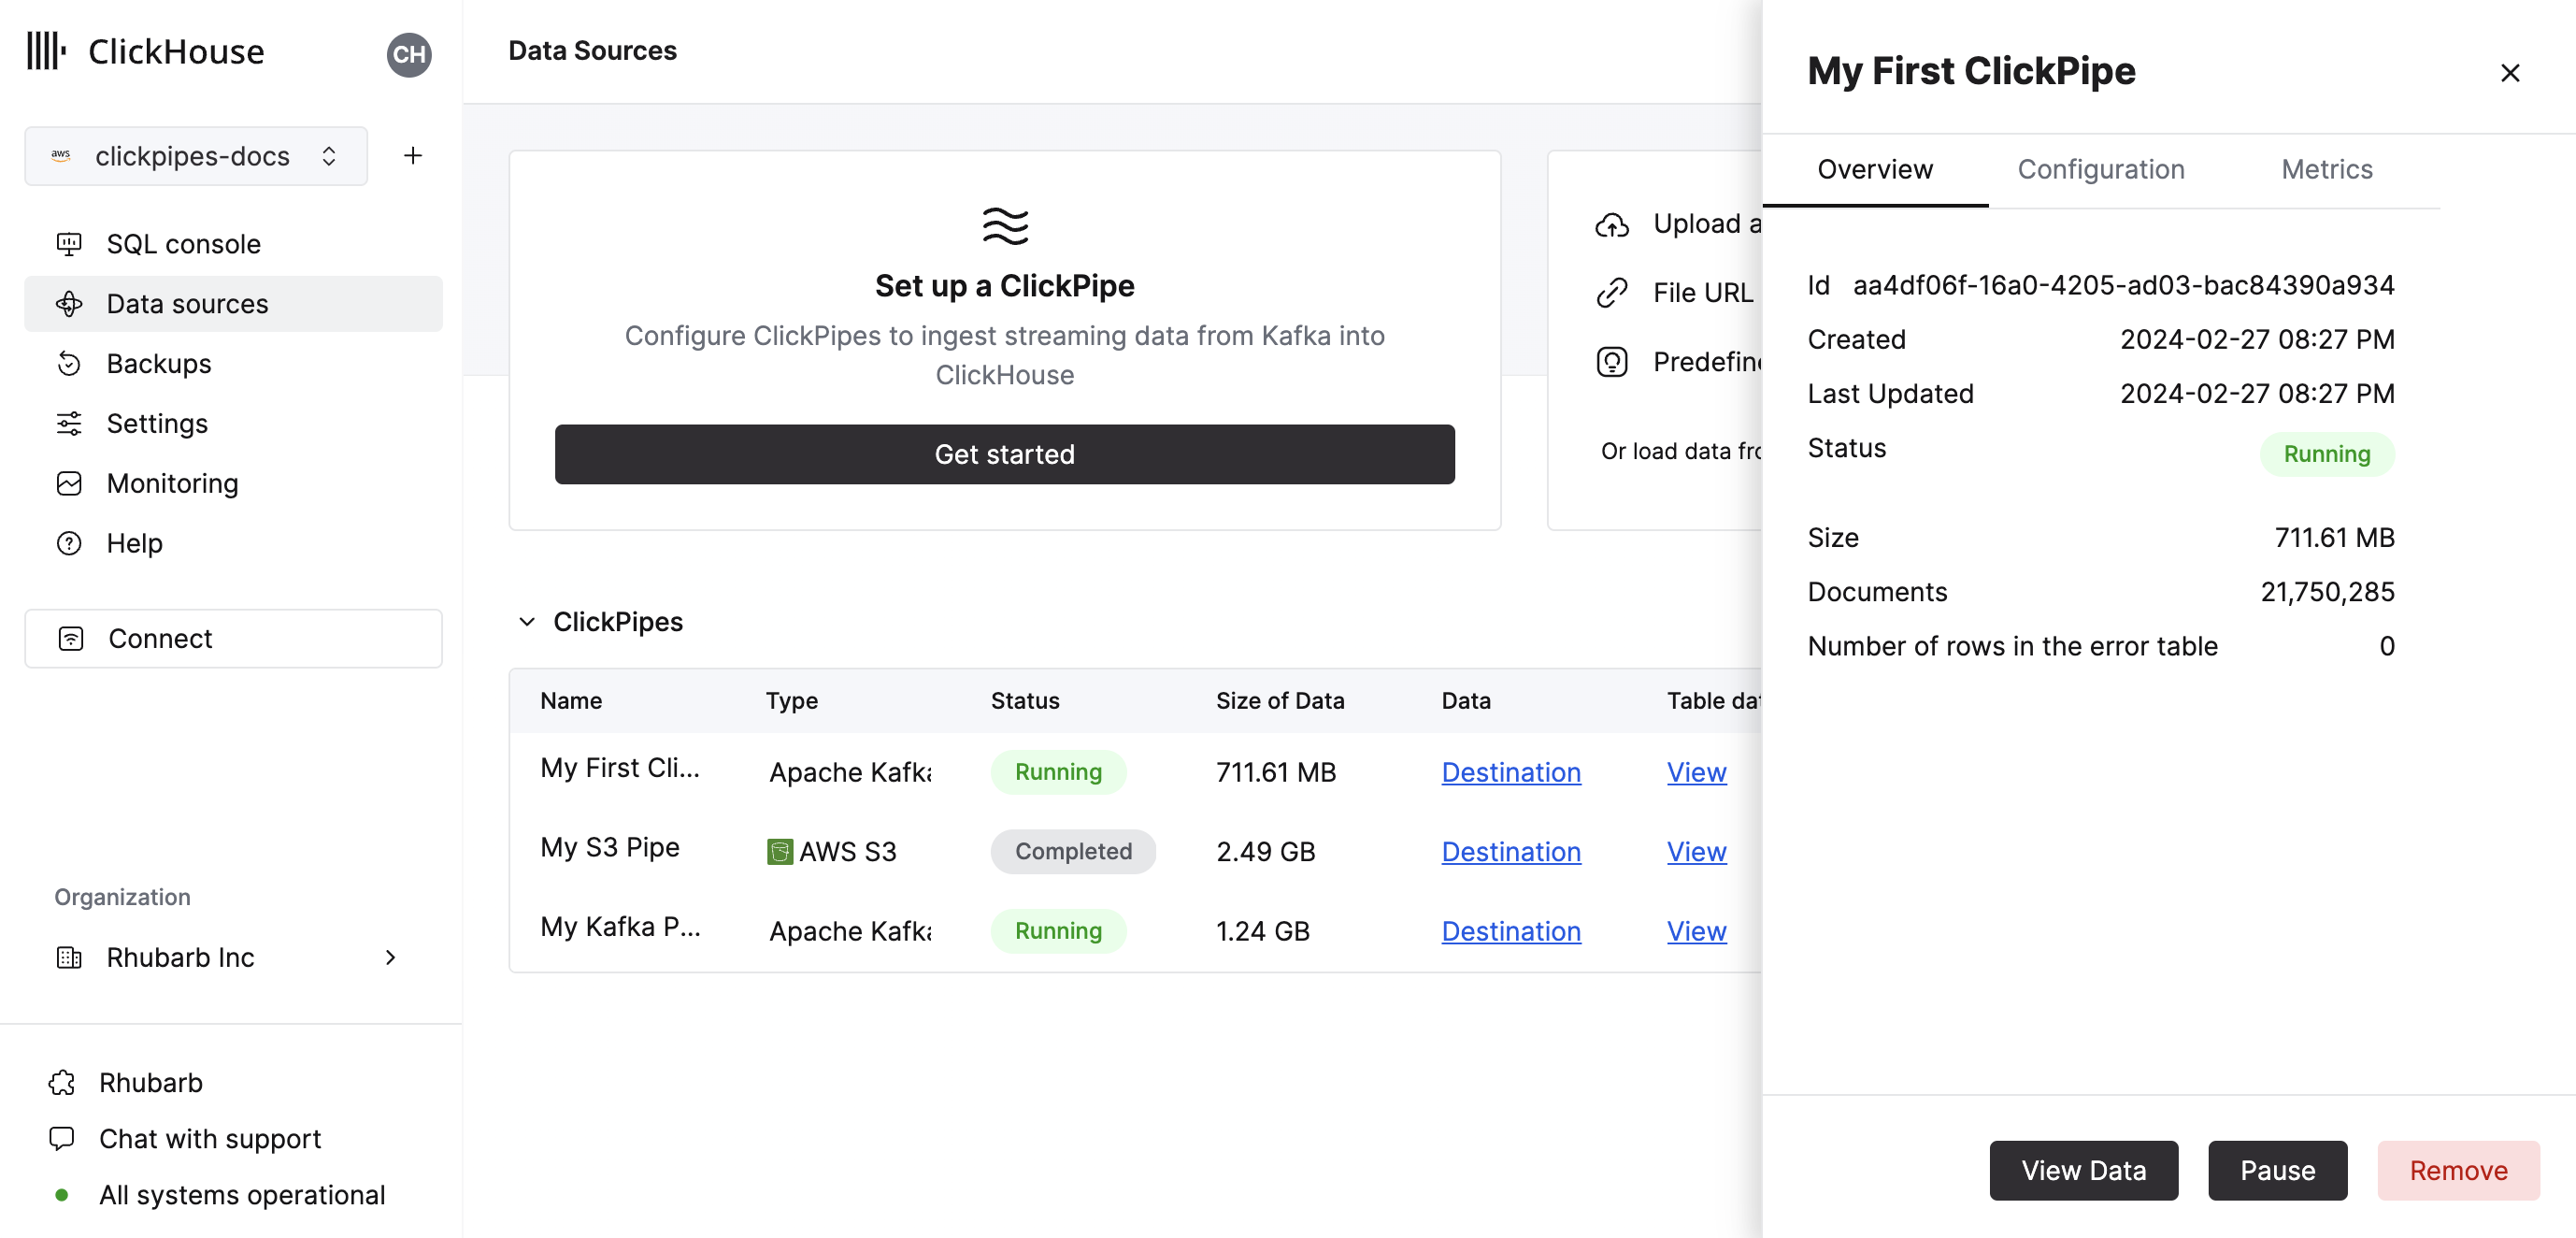 ClickHouse
CH
aws
clickpipes-docs
SQL console
Data sources
Backups
Settings
Monitoring
Help
Connect
Organization
Rhubarb Inc
Rhubarb
Chat with support
All systems operational
Data Sources
Set up a ClickPipe
Configure ClickPipes to ingest streaming data from Kafka into
ClickHouse
Get started
Upload a
File URL
Predefine
Or load data fro
ClickPipes
Name Type Status Size of Data Data Table dat
My First Cli... Apache Kafka Running 711.61 MB Destination View
My S3 Pipe AWS S3 Completed 2.49 GB Destination View
My Kafka P... Apache Kafka Running 1.24 GB Destination View
My First ClickPipe
Overview Configuration Metrics
Id aa4df06f-16a0-4205-ad03-bac84390a934
Created 2024-02-27 08:27 PM
Last Updated 2024-02-27 08:27 PM
Status Running
Size 711.61 MB
Documents 21,750,285
Number of rows in the error table 0
View Data Pause Remove